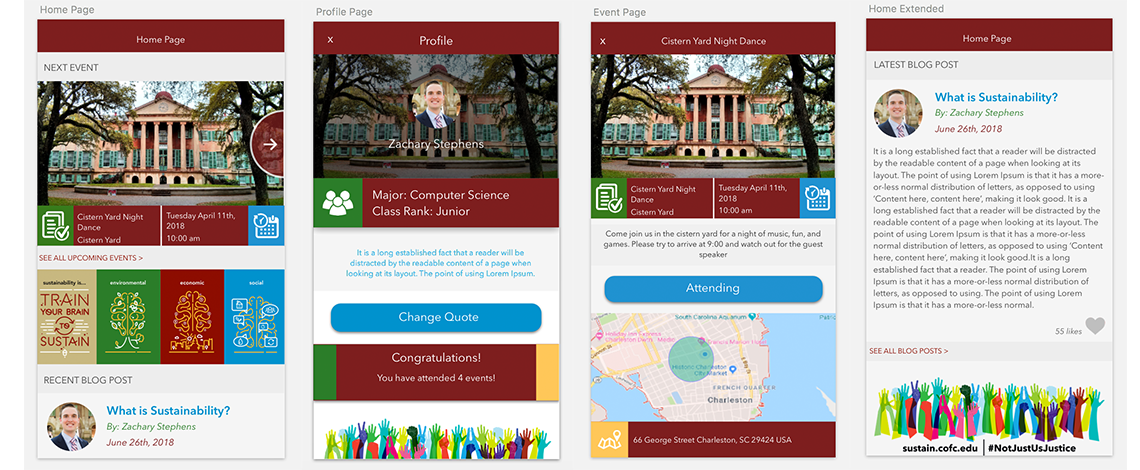 Home Page
Home Page
NEXT EVENT
Cistern Yard Night
Dance
Cistern Yard
Tuesday April 11th,
2018
10:00 am
SEE ALL UPCOMING EVENTS >
sustainability is...
TRAIN
YOUR BRAIN
TO
SUSTAIN
environmental
economic
social
RECENT BLOG POST
What is Sustainability?
By: Zachary Stephens
June 26th, 2018
Profile Page
x
Profile
Zachary Stephens
Major: Computer Science
Class Rank: Junior
It is a long established fact that a reader will be
distracted by the readable content of a page when
looking at its layout. The point of using Lorem Ipsum.
Change Quote
Congratulations!
You have attended 4 events!
Event Page
x
Cistern Yard Night Dance
Cistern Yard Night
Dance
Cistern Yard
Tuesday April 11th,
2018
10:00 am
Come join us in the cistern yard for a night of music, fun, and
games. Please try to arrive at 9:00 and watch out for the guest
speaker
Attending
South Carolina Aquarium
Holiday Inn Express
Charleston Dwtn - Medic
Francis Marion Hotel
Historic Charleston
City Market
FRENCH QUARTER
Charleston
66 George Street Charleston, SC 29424 USA
Home Extended
Home Page
LATEST BLOG POST
What is Sustainability?
By: Zachary Stephens
June 26th, 2018
It is a long established fact that a reader will be distracted
by the readable content of a page when looking at its
layout. The point of using Lorem Ipsum is that it has a more-
or-less normal distribution of letters, as opposed to using
'Content here, content here', making it look good. It is a
long established fact that a reader will be distracted by the
readable content of a page when looking at its layout. The
point of using Lorem Ipsum is that it has a more-or-less
normal distribution of letters, as opposed to using 'Content
here, content here', making it look good.It is a long
established fact that a reader. The point of using Lorem
Ipsum is that it has a more-or-less normal distribution of
letters, as opposed to using. The point of using Lorem
Ipsum is that it has a more-or-less normal.
55 likes
SEE ALL BLOG POSTS >
sustain.cofc.edu | #NotJustUsJustice